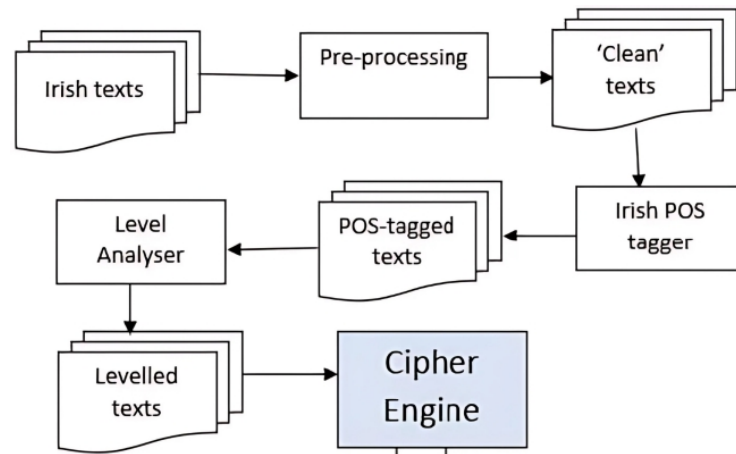 Irish texts
Pre-processing
‘Clean’
texts
Irish POS
tagger
POS-tagged
texts
Level
Analyser
Levelled
texts
Cipher
Engine